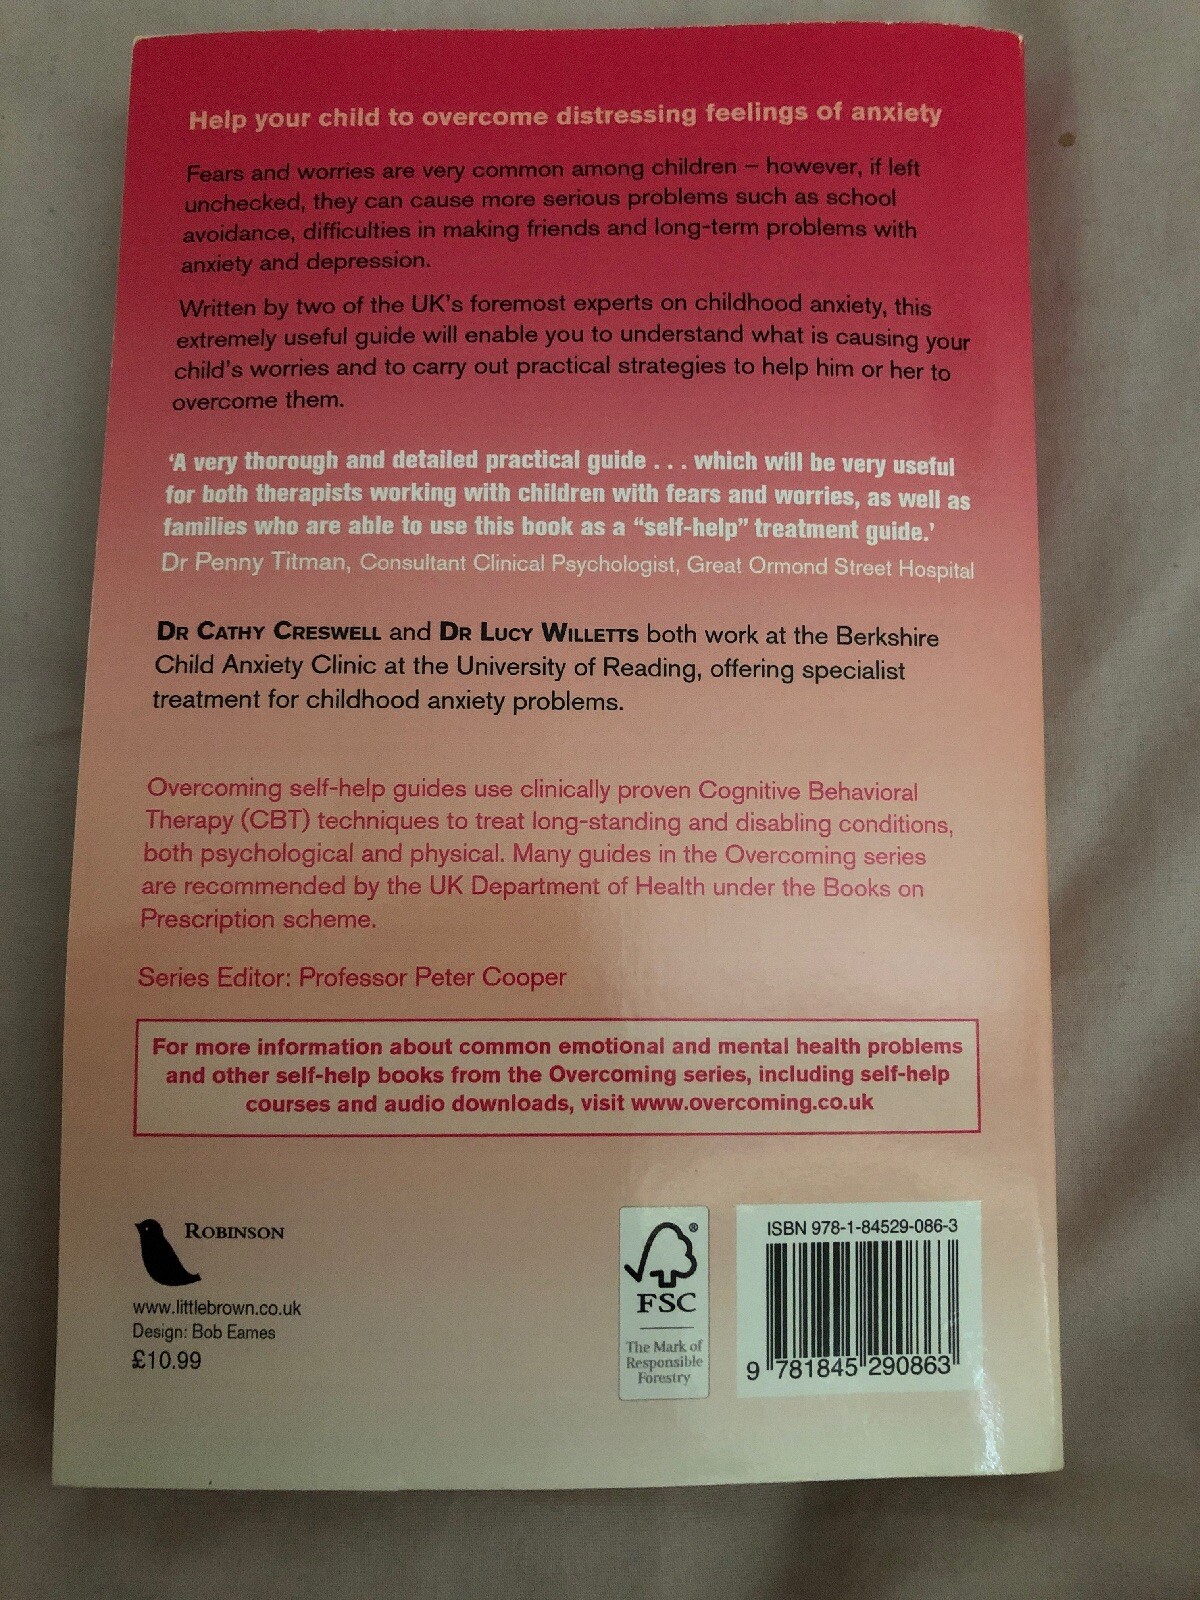 Help your child to overcome distressing feelings of anxiety
Fears and worries are very common among children – however, if left
unchecked, they can cause more serious problems such as school
avoidance, difficulties in making friends and long-term problems with
anxiety and depression.
Written by two of the UK's foremost experts on childhood anxiety, this
extremely useful guide will enable you to understand what is causing your
child's worries and to carry out practical strategies to help him or her to
overcome them.
'A very thorough and detailed practical guide . . . which will be very useful
for both therapists working with children with fears and worries, as well as
families who are able to use this book as a “self-help” treatment guide.'
Dr Penny Titman, Consultant Clinical Psychologist, Great Ormond Street Hospital
DR CATHY CRESWELL and DR LUCY WILLETTS both work at the Berkshire
Child Anxiety Clinic at the University of Reading, offering specialist
treatment for childhood anxiety problems.
Overcoming self-help guides use clinically proven Cognitive Behavioral
Therapy (CBT) techniques to treat long-standing and disabling conditions,
both psychological and physical. Many guides in the Overcoming series
are recommended by the UK Department of Health under the Books on
Prescription scheme.
Series Editor: Professor Peter Cooper
For more information about common emotional and mental health problems
and other self-help books from the Overcoming series, including self-help
courses and audio downloads, visit www.overcoming.co.uk
ROBINSON
www.littlebrown.co.uk
Design: Bob Eames
£10.99
®
FSC
The Mark of
Responsible
Forestry
ISBN 978-1-84529-086-3
9 781845 290863